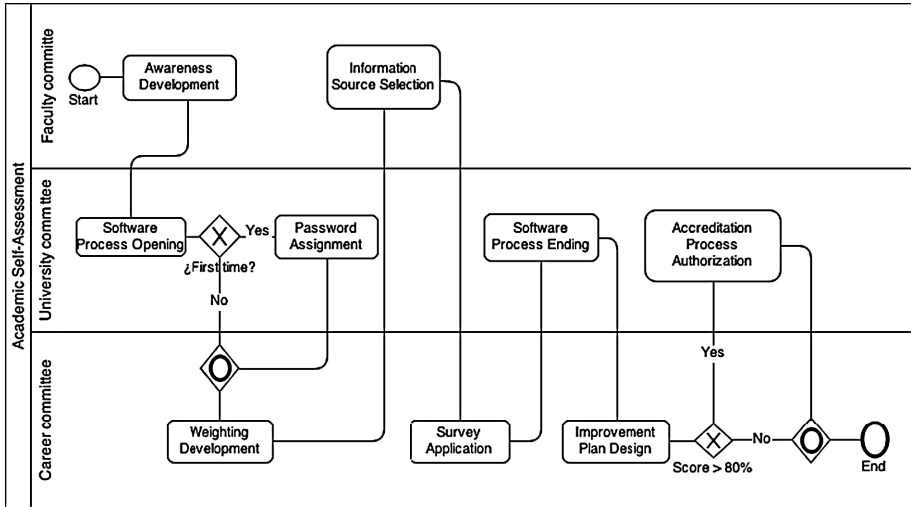 Academic Self-Assessment
Faculty committe
Start
Awareness
Development
Information
Source Selection
University committee
Software
Process Opening
Yes
¿First time?
No
Password
Assignment
Software
Process Ending
Accreditation
Process
Authorization
Career committee
Weighting
Development
Survey
Application
Improvement
Plan Design
Yes
X
X
Score > 80%
No
End